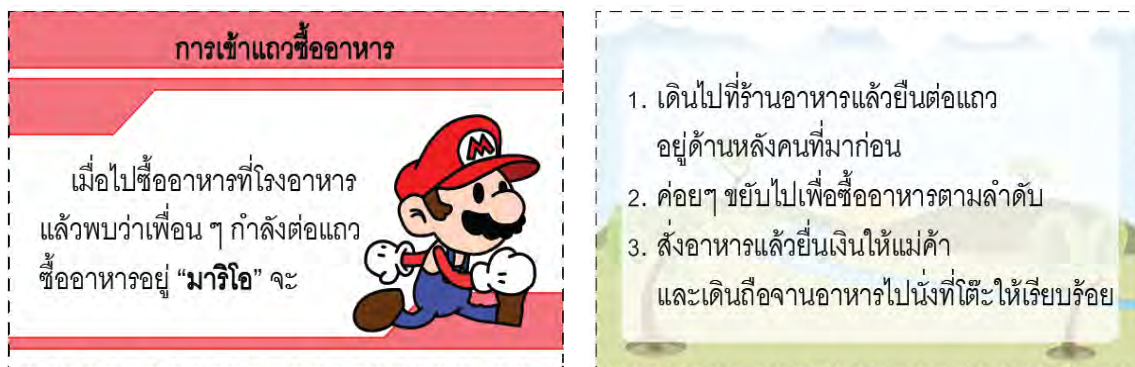 การเข้าแถวซื้ออาหาร
เมื่อไปซื้ออาหารที่โรงอาหาร
แล้วพบว่าเพื่อน ๆ กำลังต่อแถว
ซื้ออาหารอยู่ “มาริโอ” จะ
M
1. เดินไปที่ร้านอาหารแล้วยืนต่อแถว
อยู่ด้านหลังคนที่มาก่อน
2. ค่อยๆ ขยับไปเพื่อซื้ออาหารตามลำดับ
3. สั่งอาหารแล้วยื่นเงินให้แม่ค้า
และเดินถือจานอาหารไปนั่งที่โต๊ะให้เรียบร้อย